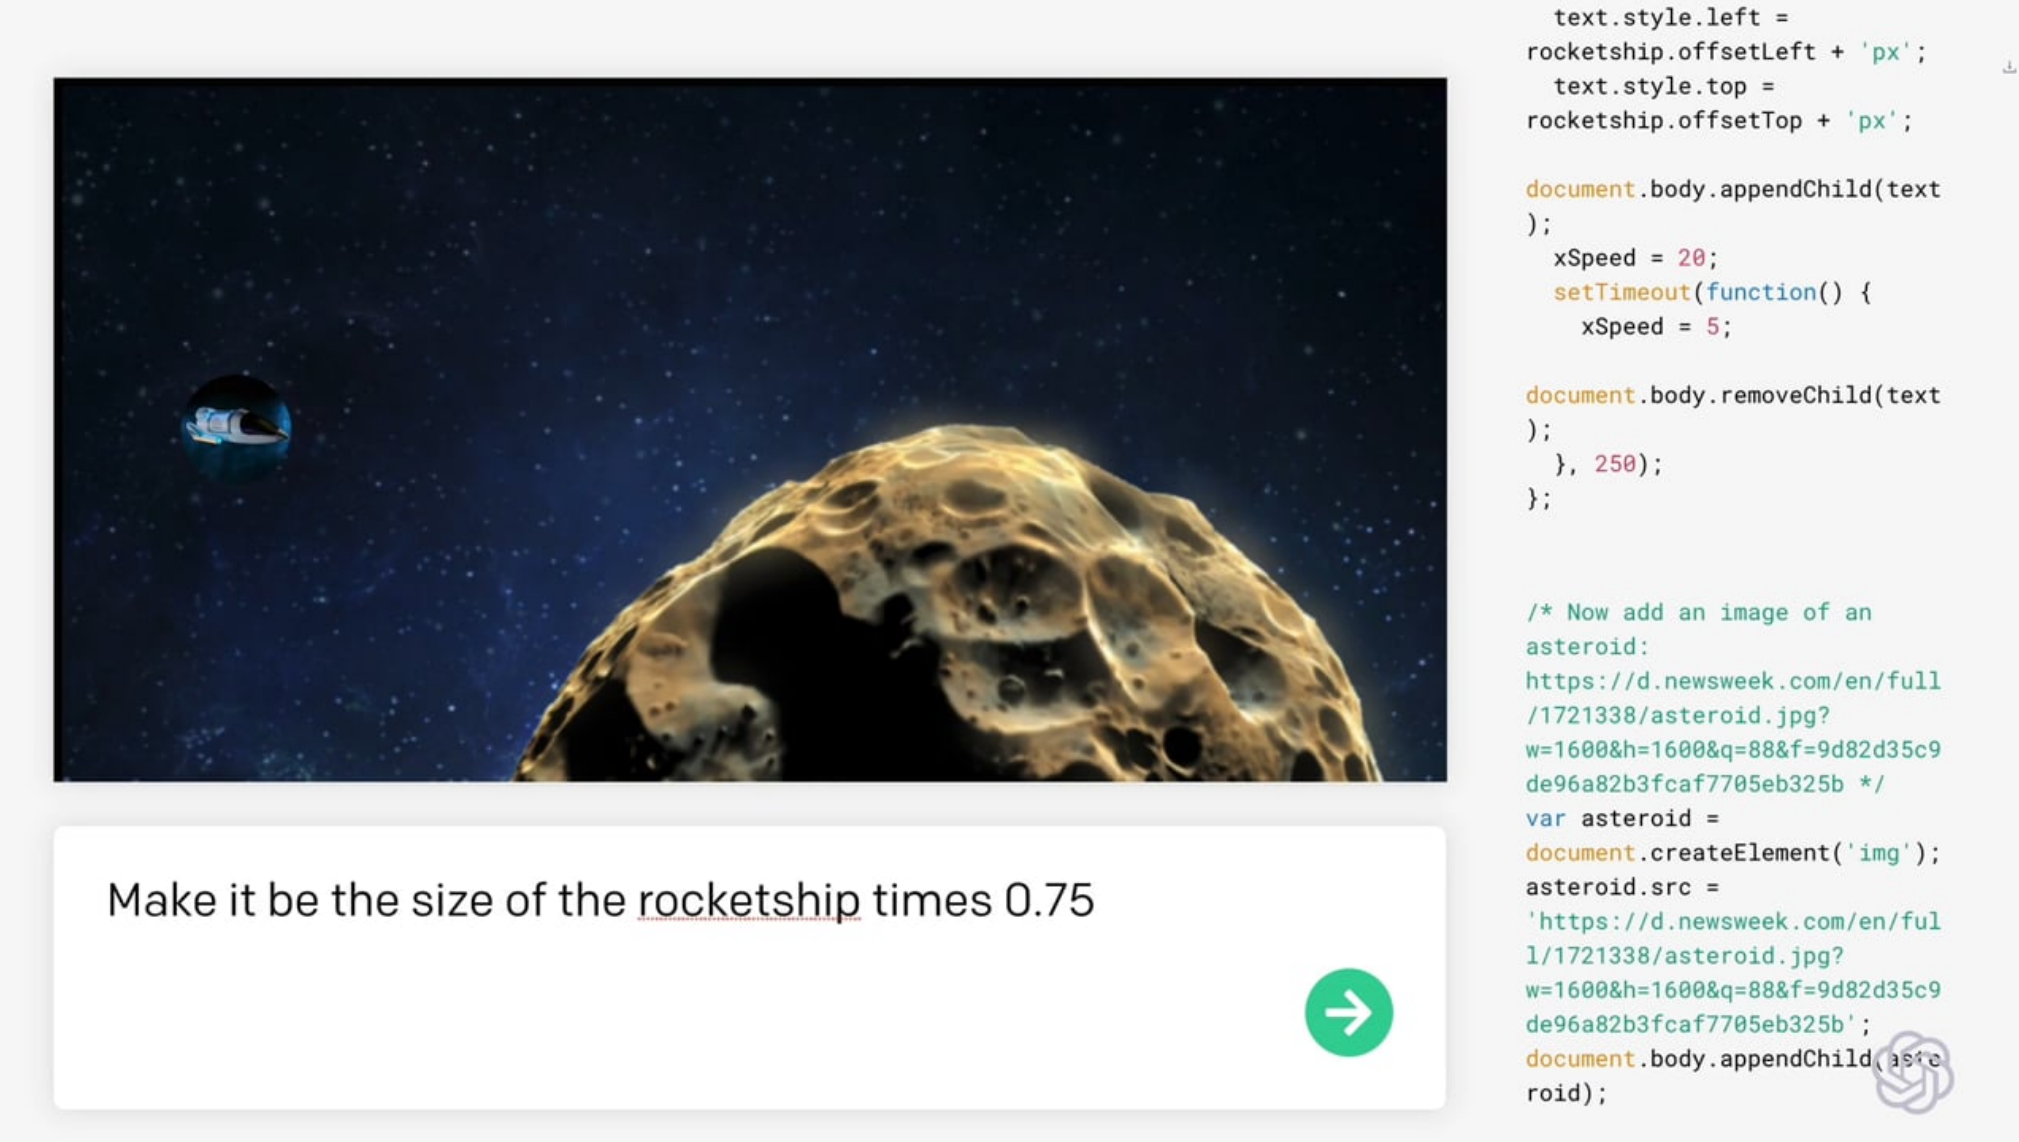 text.style.left =
rocketship.offsetLeft + 'px';
text.style.top =
rocketship.offsetTop + 'px';
document.body.appendChild(text
);
xSpeed = 20;
setTimeout(function() {
xSpeed = 5;
document.body.removeChild(text
);
}, 250);
};
/* Now add an image of an
asteroid:
https://d.newsweek.com/en/full
/1721338/asteroid.jpg?
w=1600&h=1600&q=88&f=9d82d35c9
de96a82b3fcaf7705eb325b */
var asteroid =
document.createElement('img');
asteroid.src =
'https://d.newsweek.com/en/ful
l/1721338/asteroid.jpg?
w=1600&h=1600&q=88&f=9d82d35c9
de96a82b3fcaf7705eb325b';
document.body.appendChild(aste
roid);
Make it be the size of the rocketship times 0.75